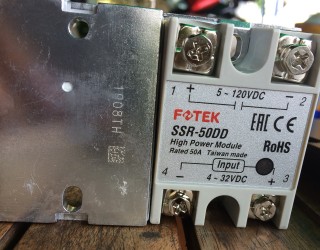 1 + 5~120VDC − 2
FOTEK
EAC CE
SSR-50DD
High Power Module
RoHS
Rated 50A Taiwan made
Input
4 − 4~32VDC + 3
1008TH